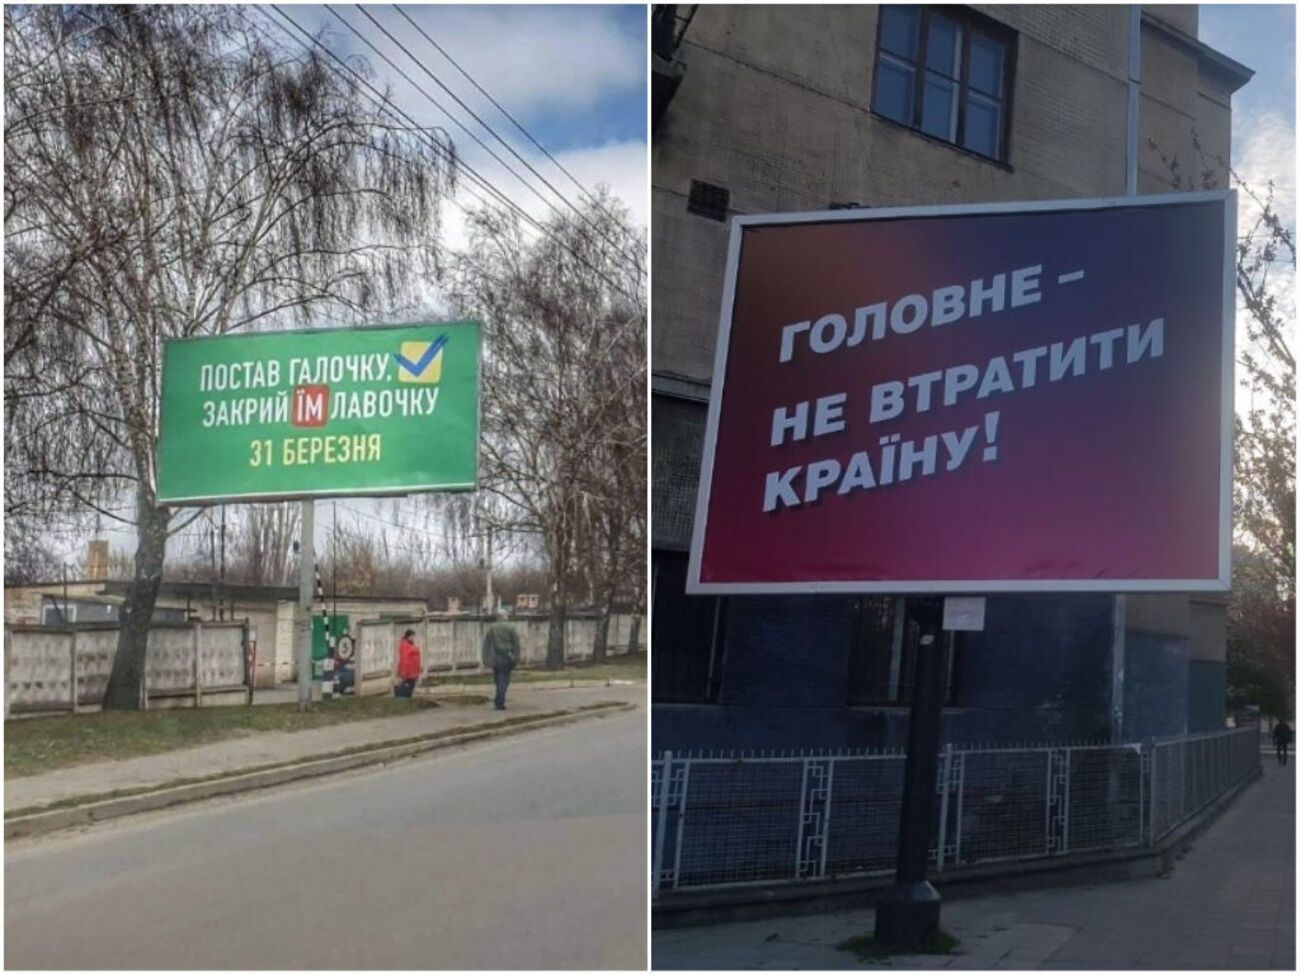 ПОСТАВ ГАЛОЧКУ,
ЗАКРИЙ ЇМ ЛАВОЧКУ
31 БЕРЕЗНЯ
ГОЛОВНЕ –
НЕ ВТРАТИТИ
КРАЇНУ!